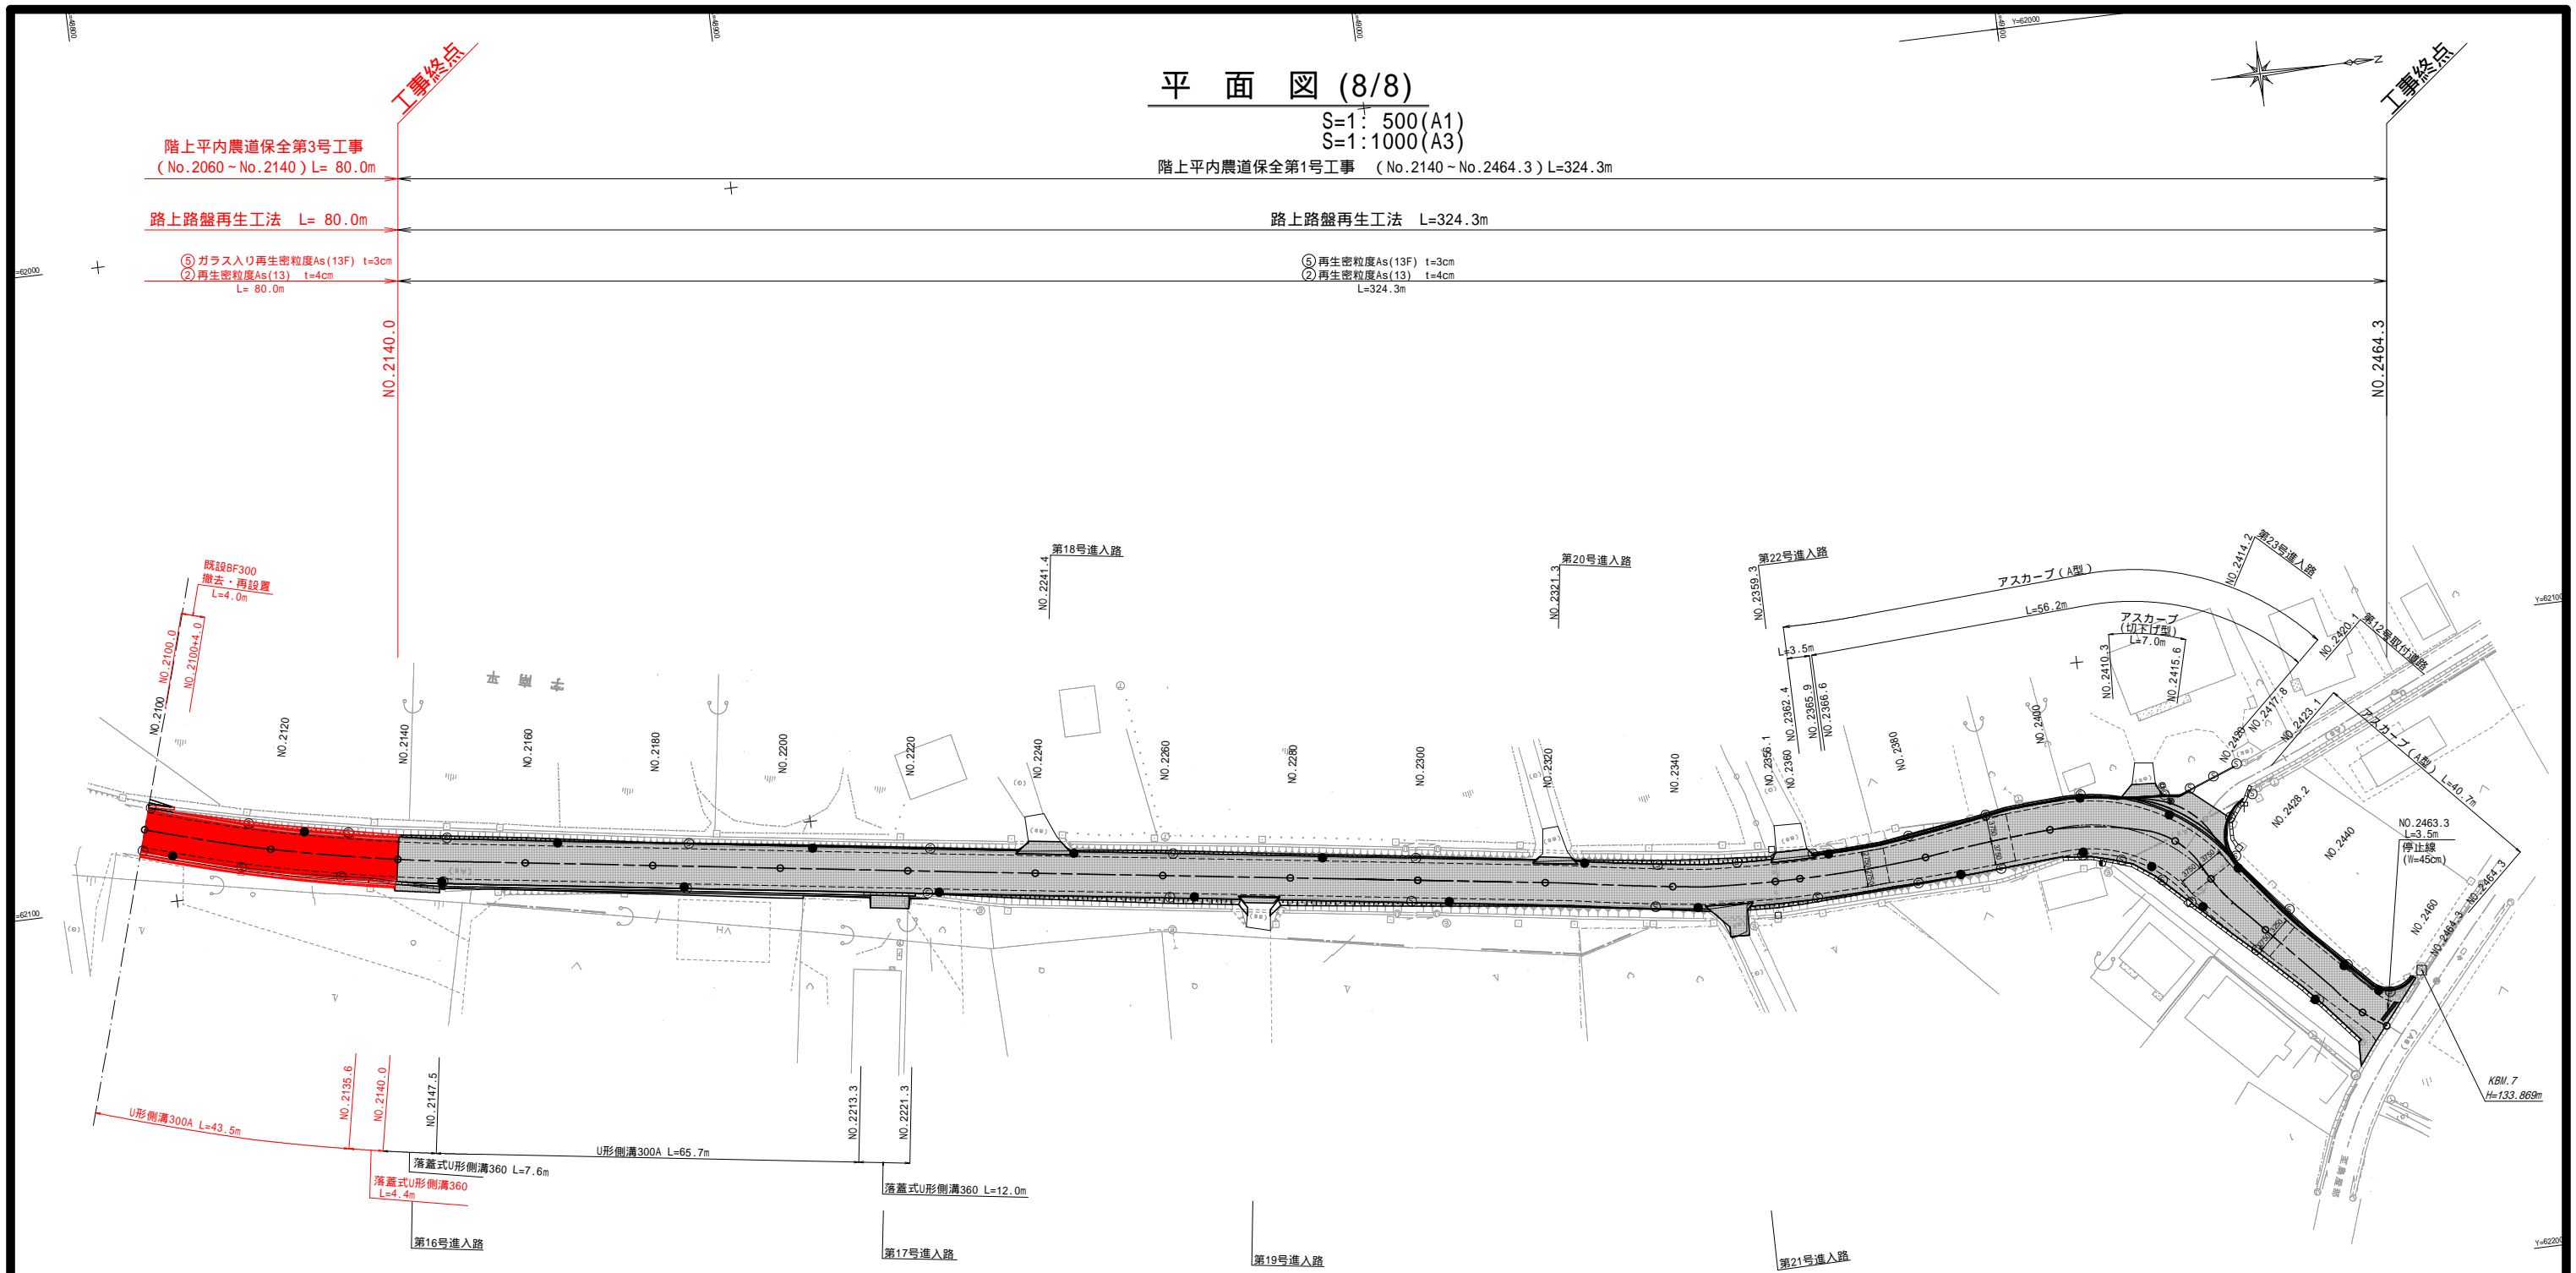 平 面 図 (8/8)
S=1: 500(A1)
S=1:1000(A3)
工事終点
工事終点
Y=62000
N
階上平内農道保全第3号工事
(No.2060~No.2140)L= 80.0m
階上平内農道保全第1号工事 (No.2140~No.2464.3)L=324.3m
路上路盤再生工法 L= 80.0m
路上路盤再生工法 L=324.3m
⑤ガラス入り再生密粒度As(13F) t=3cm
②再生密粒度As(13) t=4cm
L= 80.0m
⑤再生密粒度As(13F) t=3cm
②再生密粒度As(13) t=4cm
L=324.3m
NO.2140.0
NO.2464.3
既設BF300
撤去・再設置
L=4.0m
NO.2100.0
NO.2100+4.0
第18号進入路
NO.2241.4
第20号進入路
NO.2321.3
第22号進入路
NO.2359.3
アスカーブ(A型)
L=56.2m
L=3.5m
NO.2362.4
NO.2365.9
NO.2366.6
アスカーブ
(切下げ型)
L=7.0m
NO.2410.3
NO.2415.6
NO.2414.2
第23号進入路
NO.2420.1
第12号取付道路
NO.2417.8
NO.2423.1
アスカーブ(A型) L=40.7m
Y=62100
字南平
NO.2100
NO.2120
NO.2140
NO.2160
NO.2180
NO.2200
NO.2220
NO.2240
NO.2260
NO.2280
NO.2300
NO.2320
NO.2340
NO.2356.1
NO.2360
NO.2380
NO.2400
NO.2420
NO.2428.2
NO.2440
NO.2460
NO.2464.3
NO.2464.3
NO.2463.3
L=3.5m
停止線
(W=45cm)
KBM.7
H=133.869m
NO.2135.6
NO.2140.0
NO.2147.5
NO.2213.3
NO.2221.3
U形側溝300A L=43.5m
U形側溝300A L=65.7m
落蓋式U形側溝360 L=7.6m
落蓋式U形側溝360
L=4.4m
落蓋式U形側溝360 L=12.0m
第16号進入路
第17号進入路
第19号進入路
第21号進入路
Y=62200